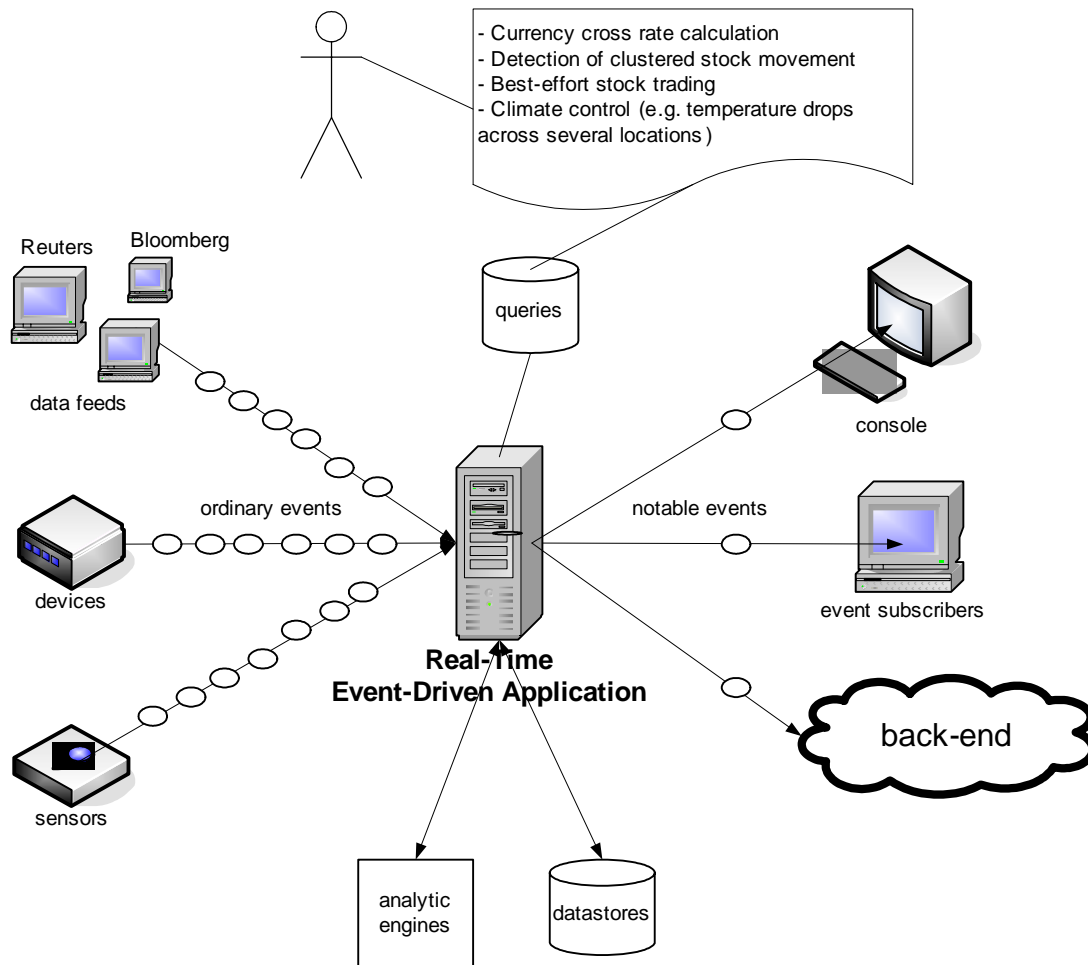 - Currency cross rate calculation
- Detection of clustered stock movement
- Best-effort stock trading
- Climate control (e.g. temperature drops
across several locations)
Reuters
Bloomberg
data feeds
queries
console
ordinary events
notable events
devices
event subscribers
Real-Time
Event-Driven Application
back-end
sensors
analytic
engines
datastores